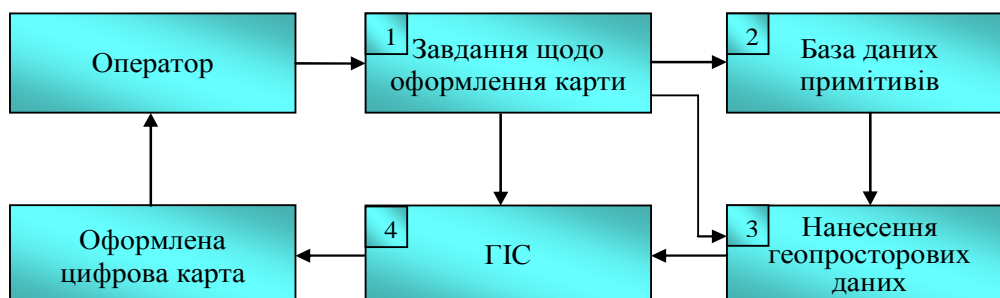 Оператор
1
Завдання щодо
оформлення карти
2
База даних
примітивів
Оформлена
цифрова карта
4
ГІС
3
Нанесення
геопросторових
даних